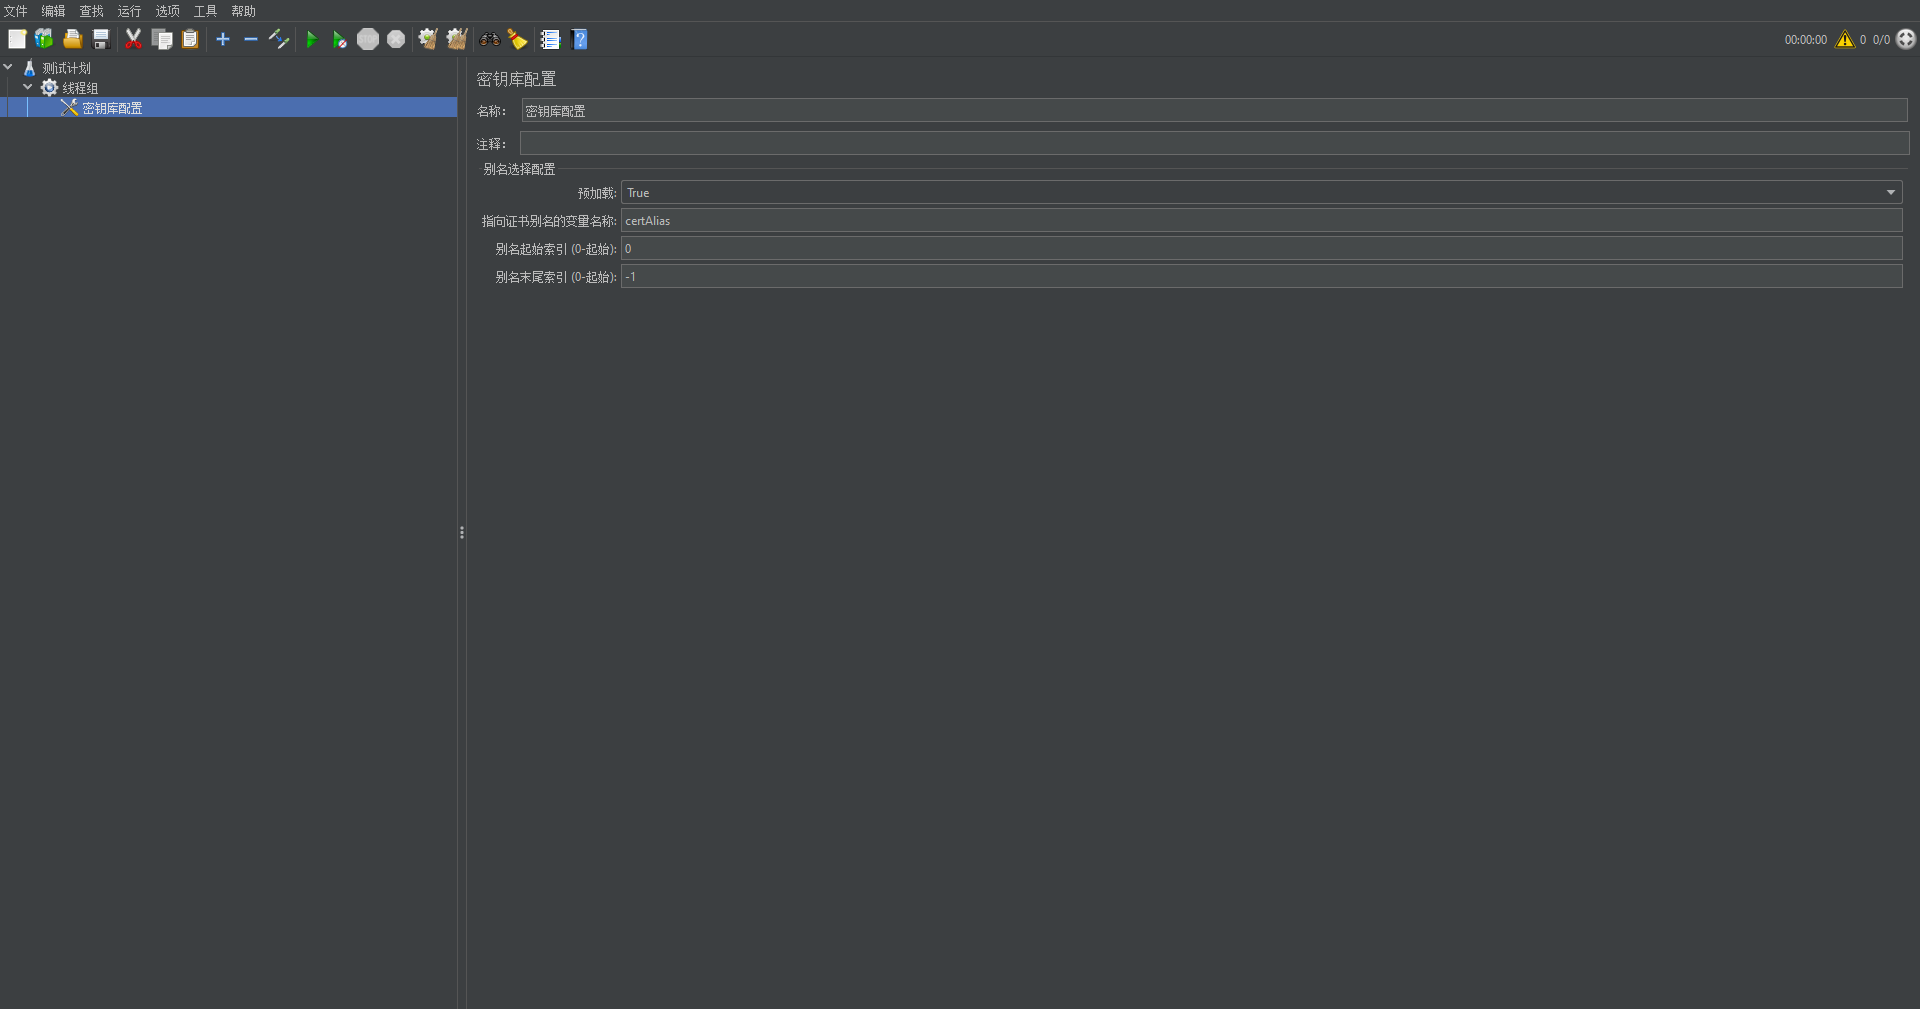 文件 编辑 查找 运行 选项 工具 帮助
00:00:00 0 0/0
测试计划
线程组
密钥库配置
密钥库配置
名称： 密钥库配置
注释：
别名选择配置
预加载: True
指向证书别名的变量名称: certAlias
别名起始索引 (0-起始): 0
别名末尾索引 (0-起始): -1